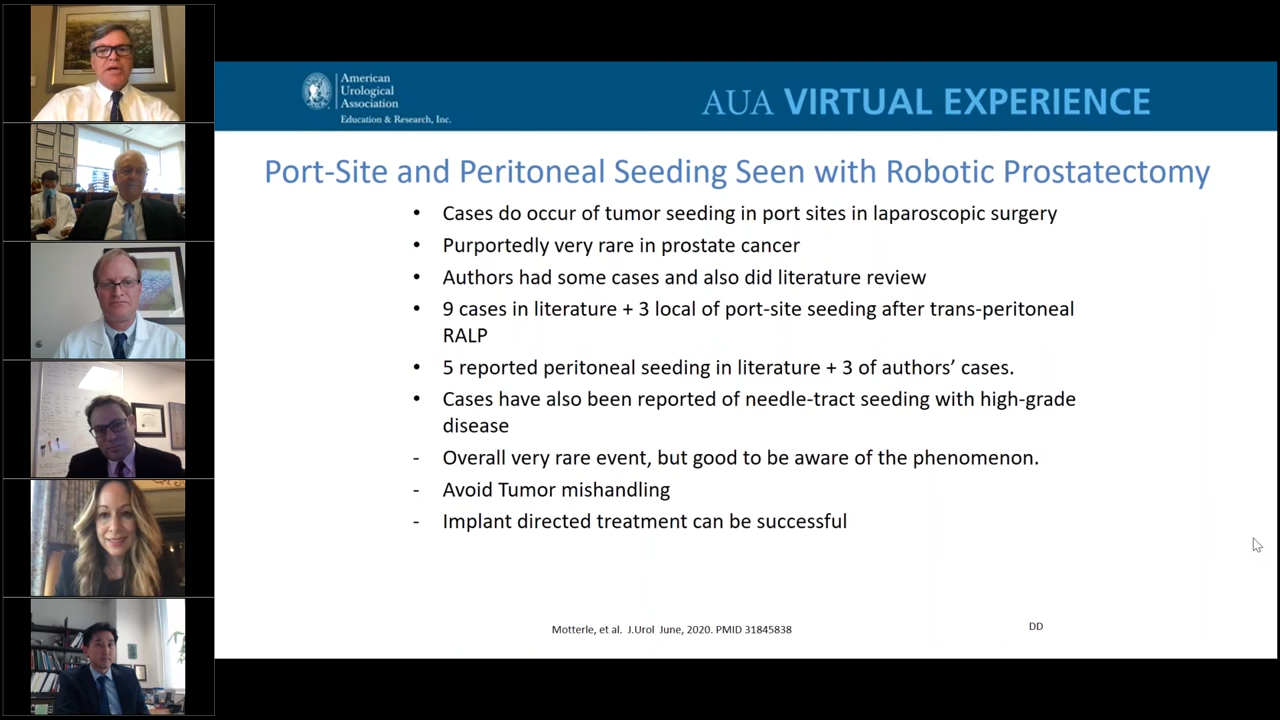 American
Urological
Association
Education & Research, Inc.
AUA VIRTUAL EXPERIENCE
Port-Site and Peritoneal Seeding Seen with Robotic Prostatectomy
• Cases do occur of tumor seeding in port sites in laparoscopic surgery
• Purportedly very rare in prostate cancer
• Authors had some cases and also did literature review
• 9 cases in literature + 3 local of port-site seeding after trans-peritoneal
RALP
• 5 reported peritoneal seeding in literature + 3 of authors’ cases.
• Cases have also been reported of needle-tract seeding with high-grade
disease
- Overall very rare event, but good to be aware of the phenomenon.
- Avoid Tumor mishandling
- Implant directed treatment can be successful
Motterle, et al. J.Urol June, 2020. PMID 31845838
DD